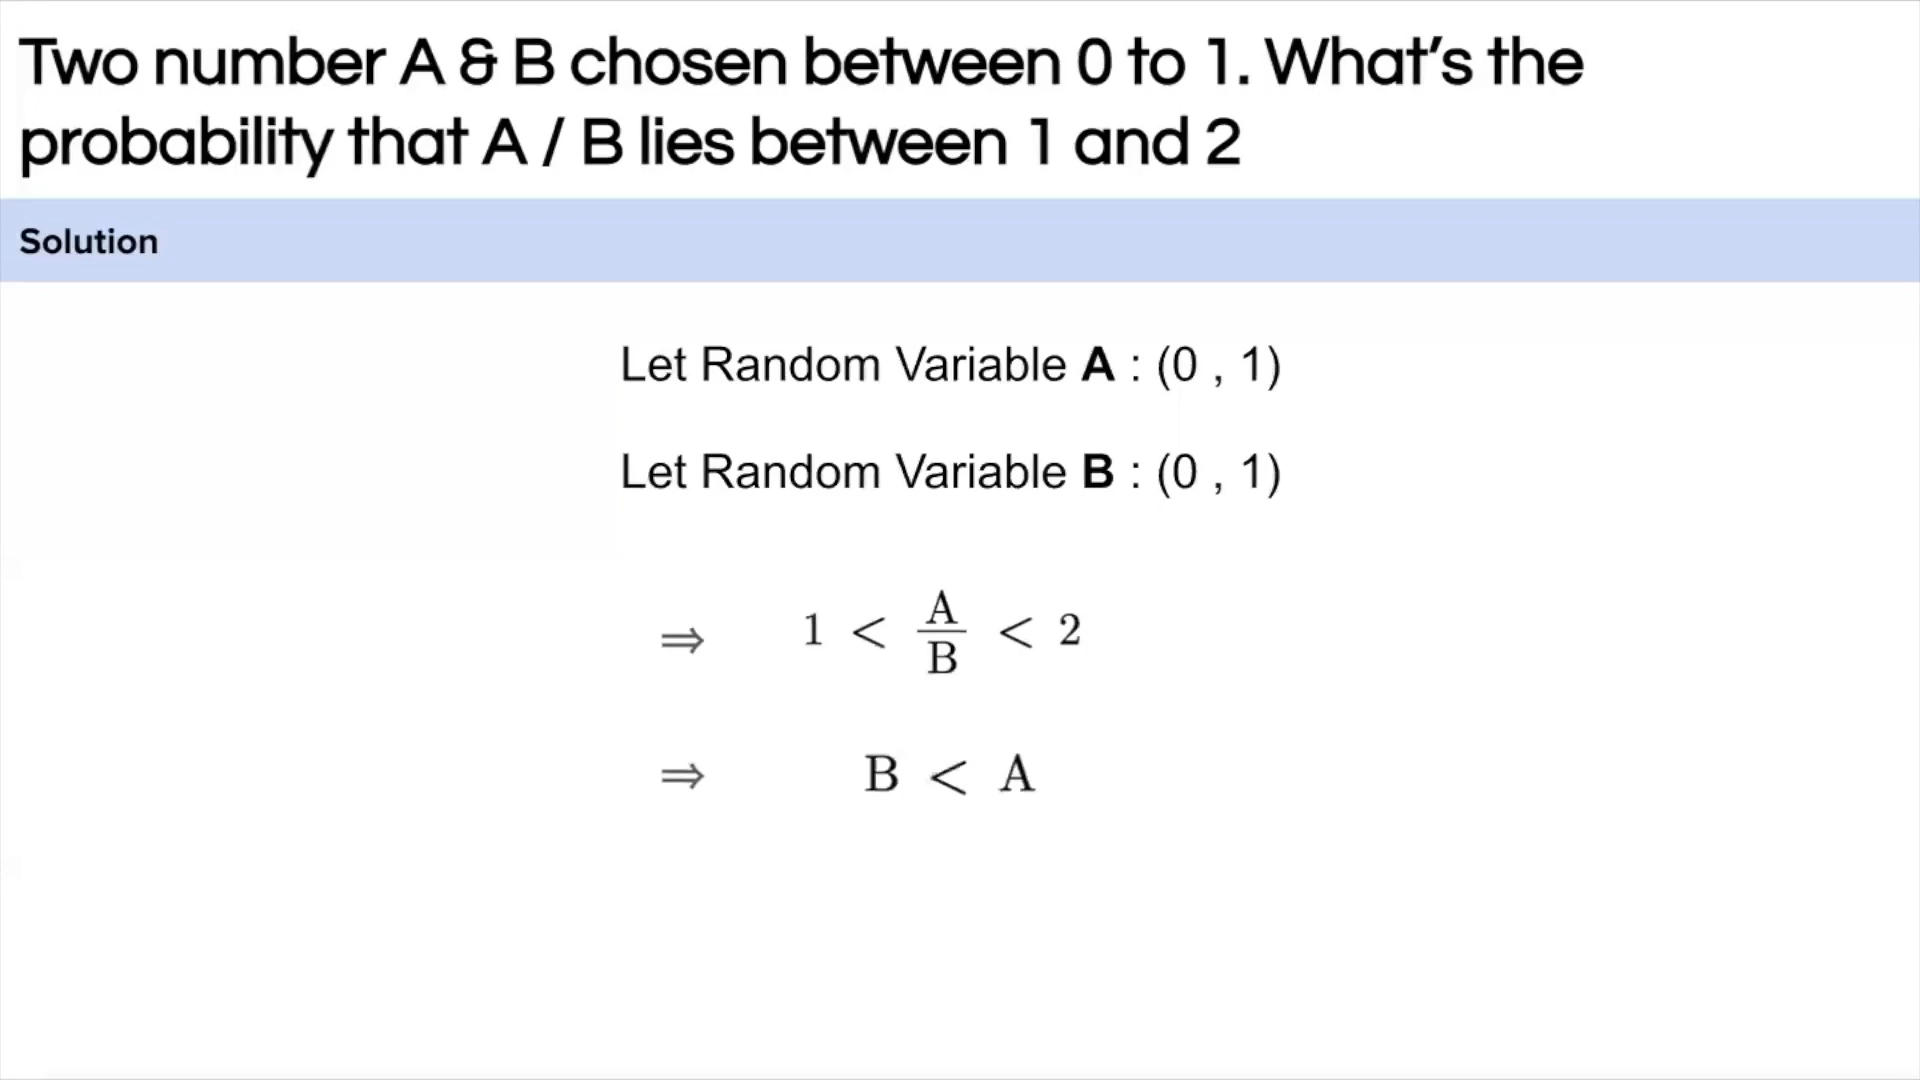 Two number A & B chosen between 0 to 1. What's the
probability that A / B lies between 1 and 2
Solution
Let Random Variable A : (0 , 1)
Let Random Variable B : (0 , 1)
⇒ 1 < A/B < 2
⇒ B < A